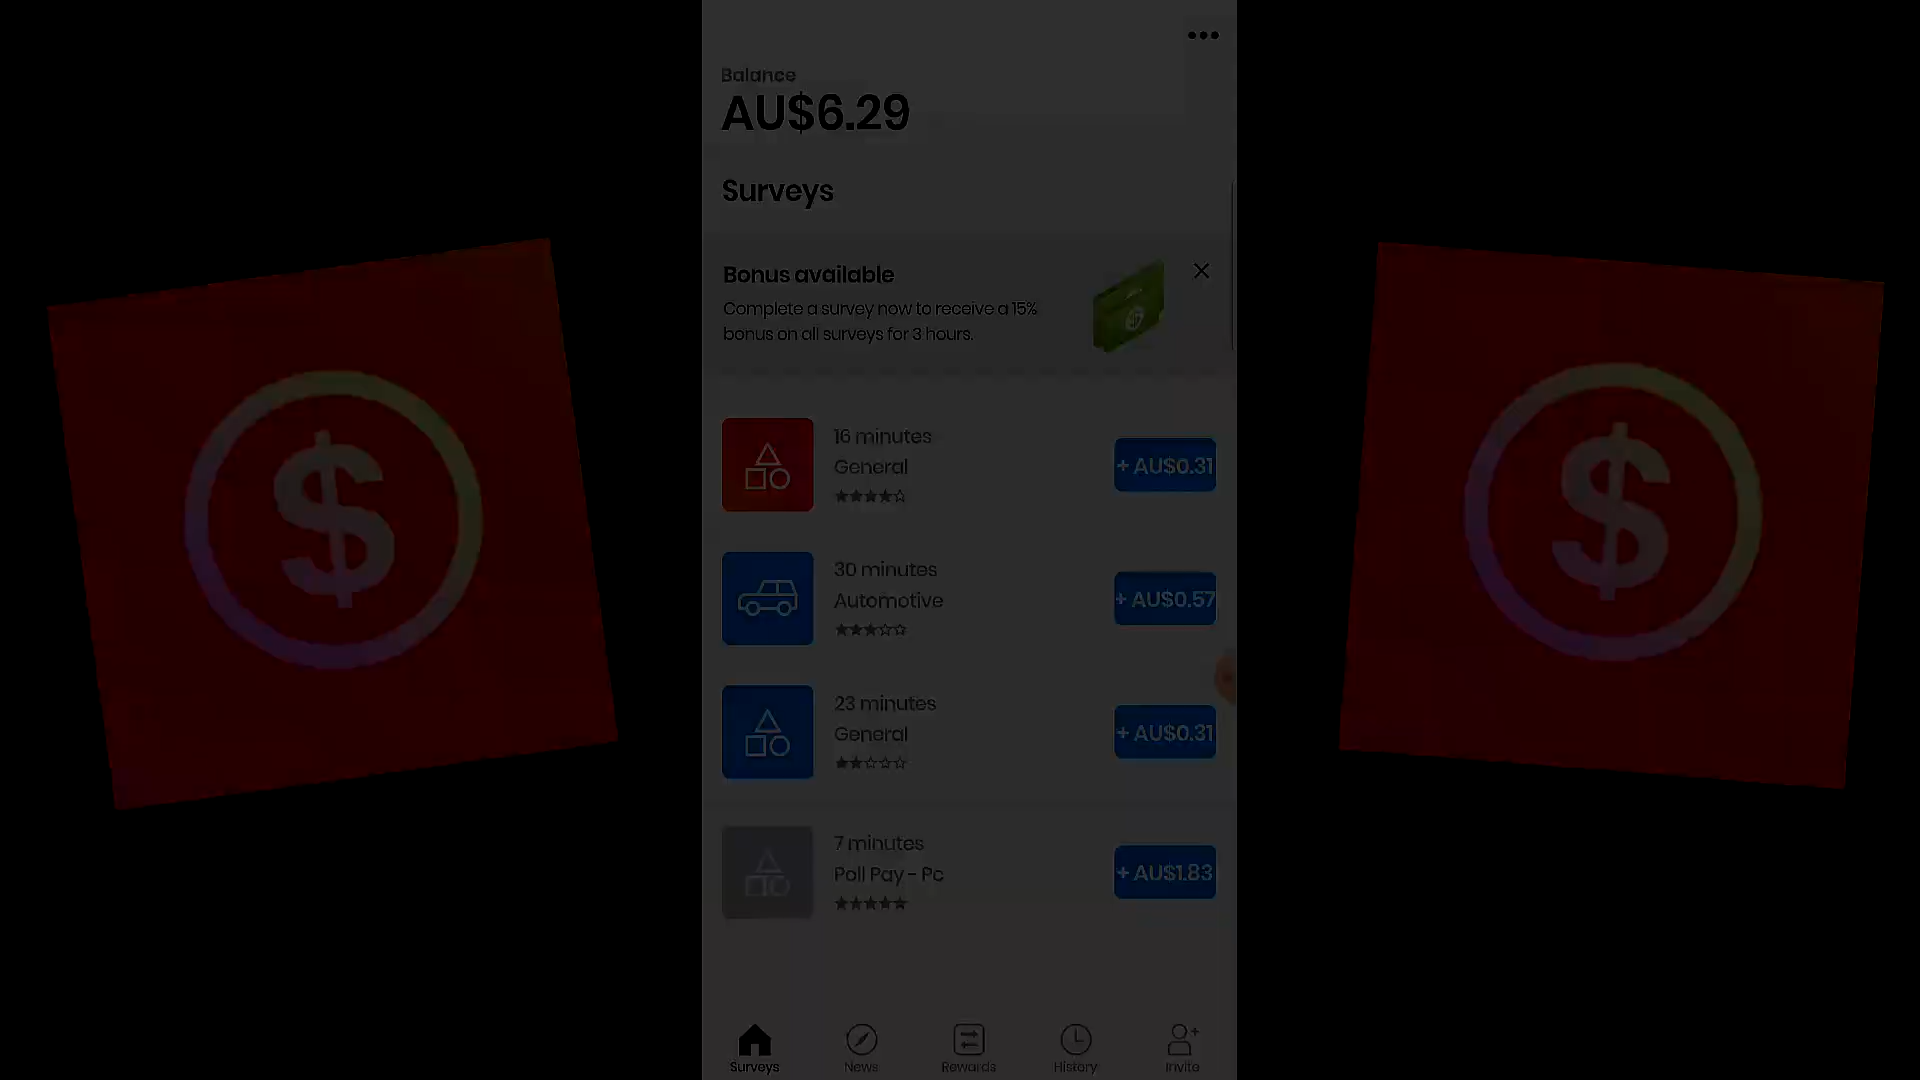 Balance
AU$6.29
Surveys
Bonus available
Complete a survey now to receive a 15%
bonus on all surveys for 3 hours.
16 minutes
General
+ AU$0.31
30 minutes
Automotive
+ AU$0.57
23 minutes
General
+ AU$0.31
7 minutes
Poll Pay - Pc
+ AU$1.83
Surveys
News
Rewards
History
Invite
$
$